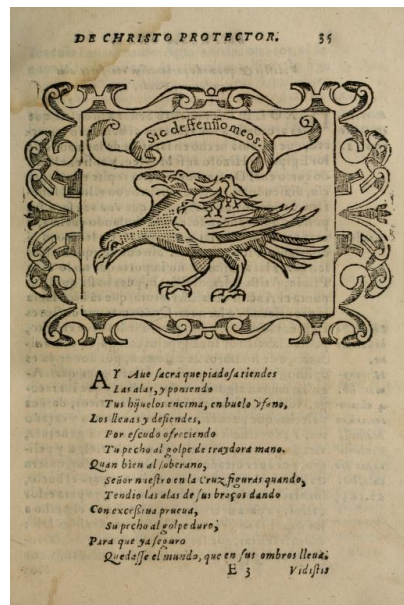 DE CHRISTO PROTECTOR. 35
Sic deffensso meos.
AY Aue sacra que piadosa tiendes
Las alas, y poniendo
Tus hijuelos encima, en buelo vfano,
Los lleuas y defiendes,
Por escudo ofreciendo
Tu pecho al golpe de traydora mano.
Quan bien al soberano,
Señor nuestro en la Cruz figuras quando,
Tendio las alas de sus braços dando
Con excessiua prueua,
Su pecho al golpe duro,
Para que ya seguro
Quedasse el mundo, que en sus ombros lleua.
E 3 Vidistis